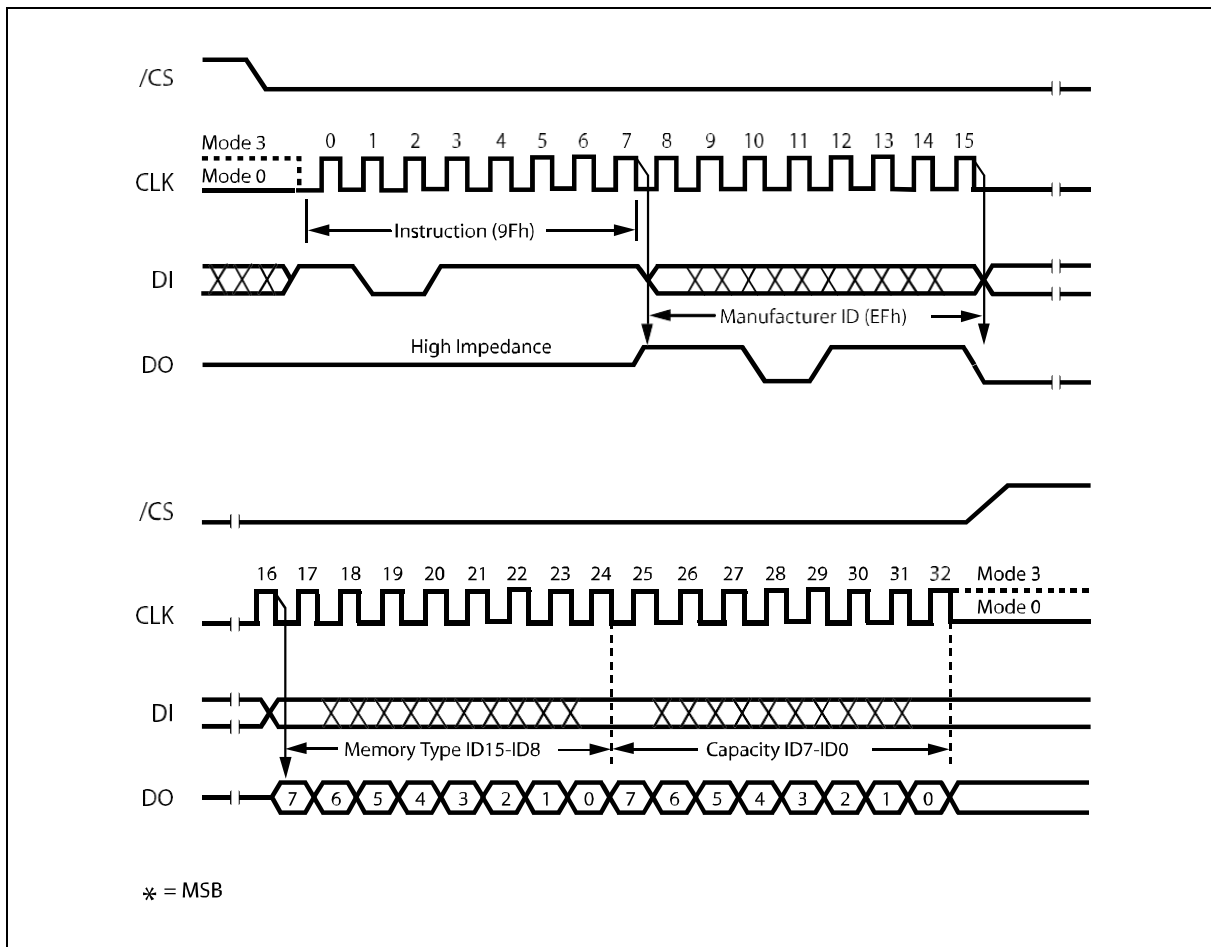 /CS
Mode 3
0 1 2 3 4 5 6 7 8 9 10 11 12 13 14 15
CLK
Mode 0
Instruction (9Fh)
DI
Manufacturer ID (EFh)
High Impedance
DO
/CS
16 17 18 19 20 21 22 23 24 25 26 27 28 29 30 31 32
Mode 3
CLK
Mode 0
DI
Memory Type ID15-ID8
Capacity ID7-ID0
DO
7 6 5 4 3 2 1 0 7 6 5 4 3 2 1 0
* = MSB